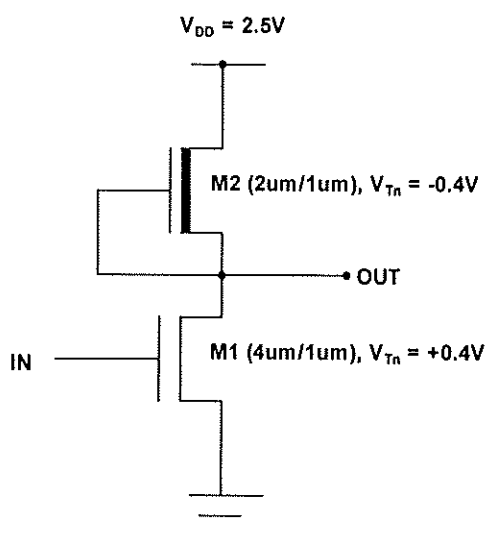 V_DD = 2.5V
M2 (2um/1um), V_Tn = -0.4V
OUT
M1 (4um/1um), V_Tn = +0.4V
IN